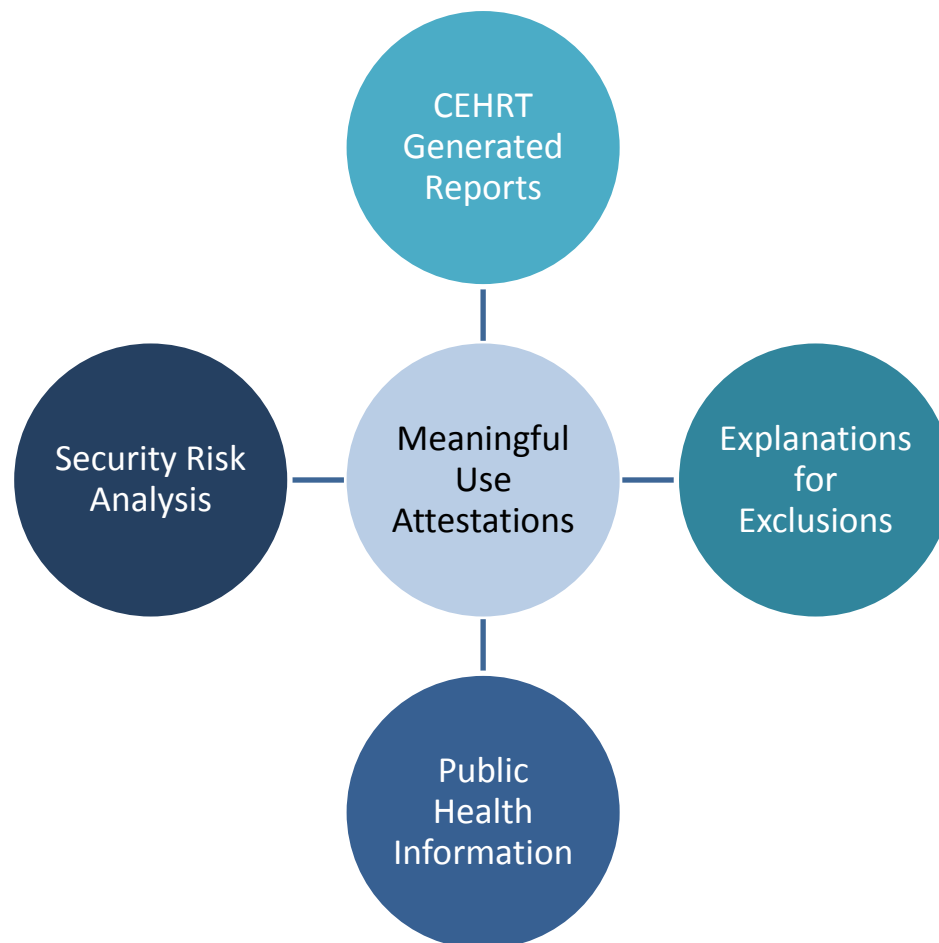 CEHRT
Generated
Reports
Security Risk
Analysis
Meaningful
Use
Attestations
Explanations
for
Exclusions
Public
Health
Information